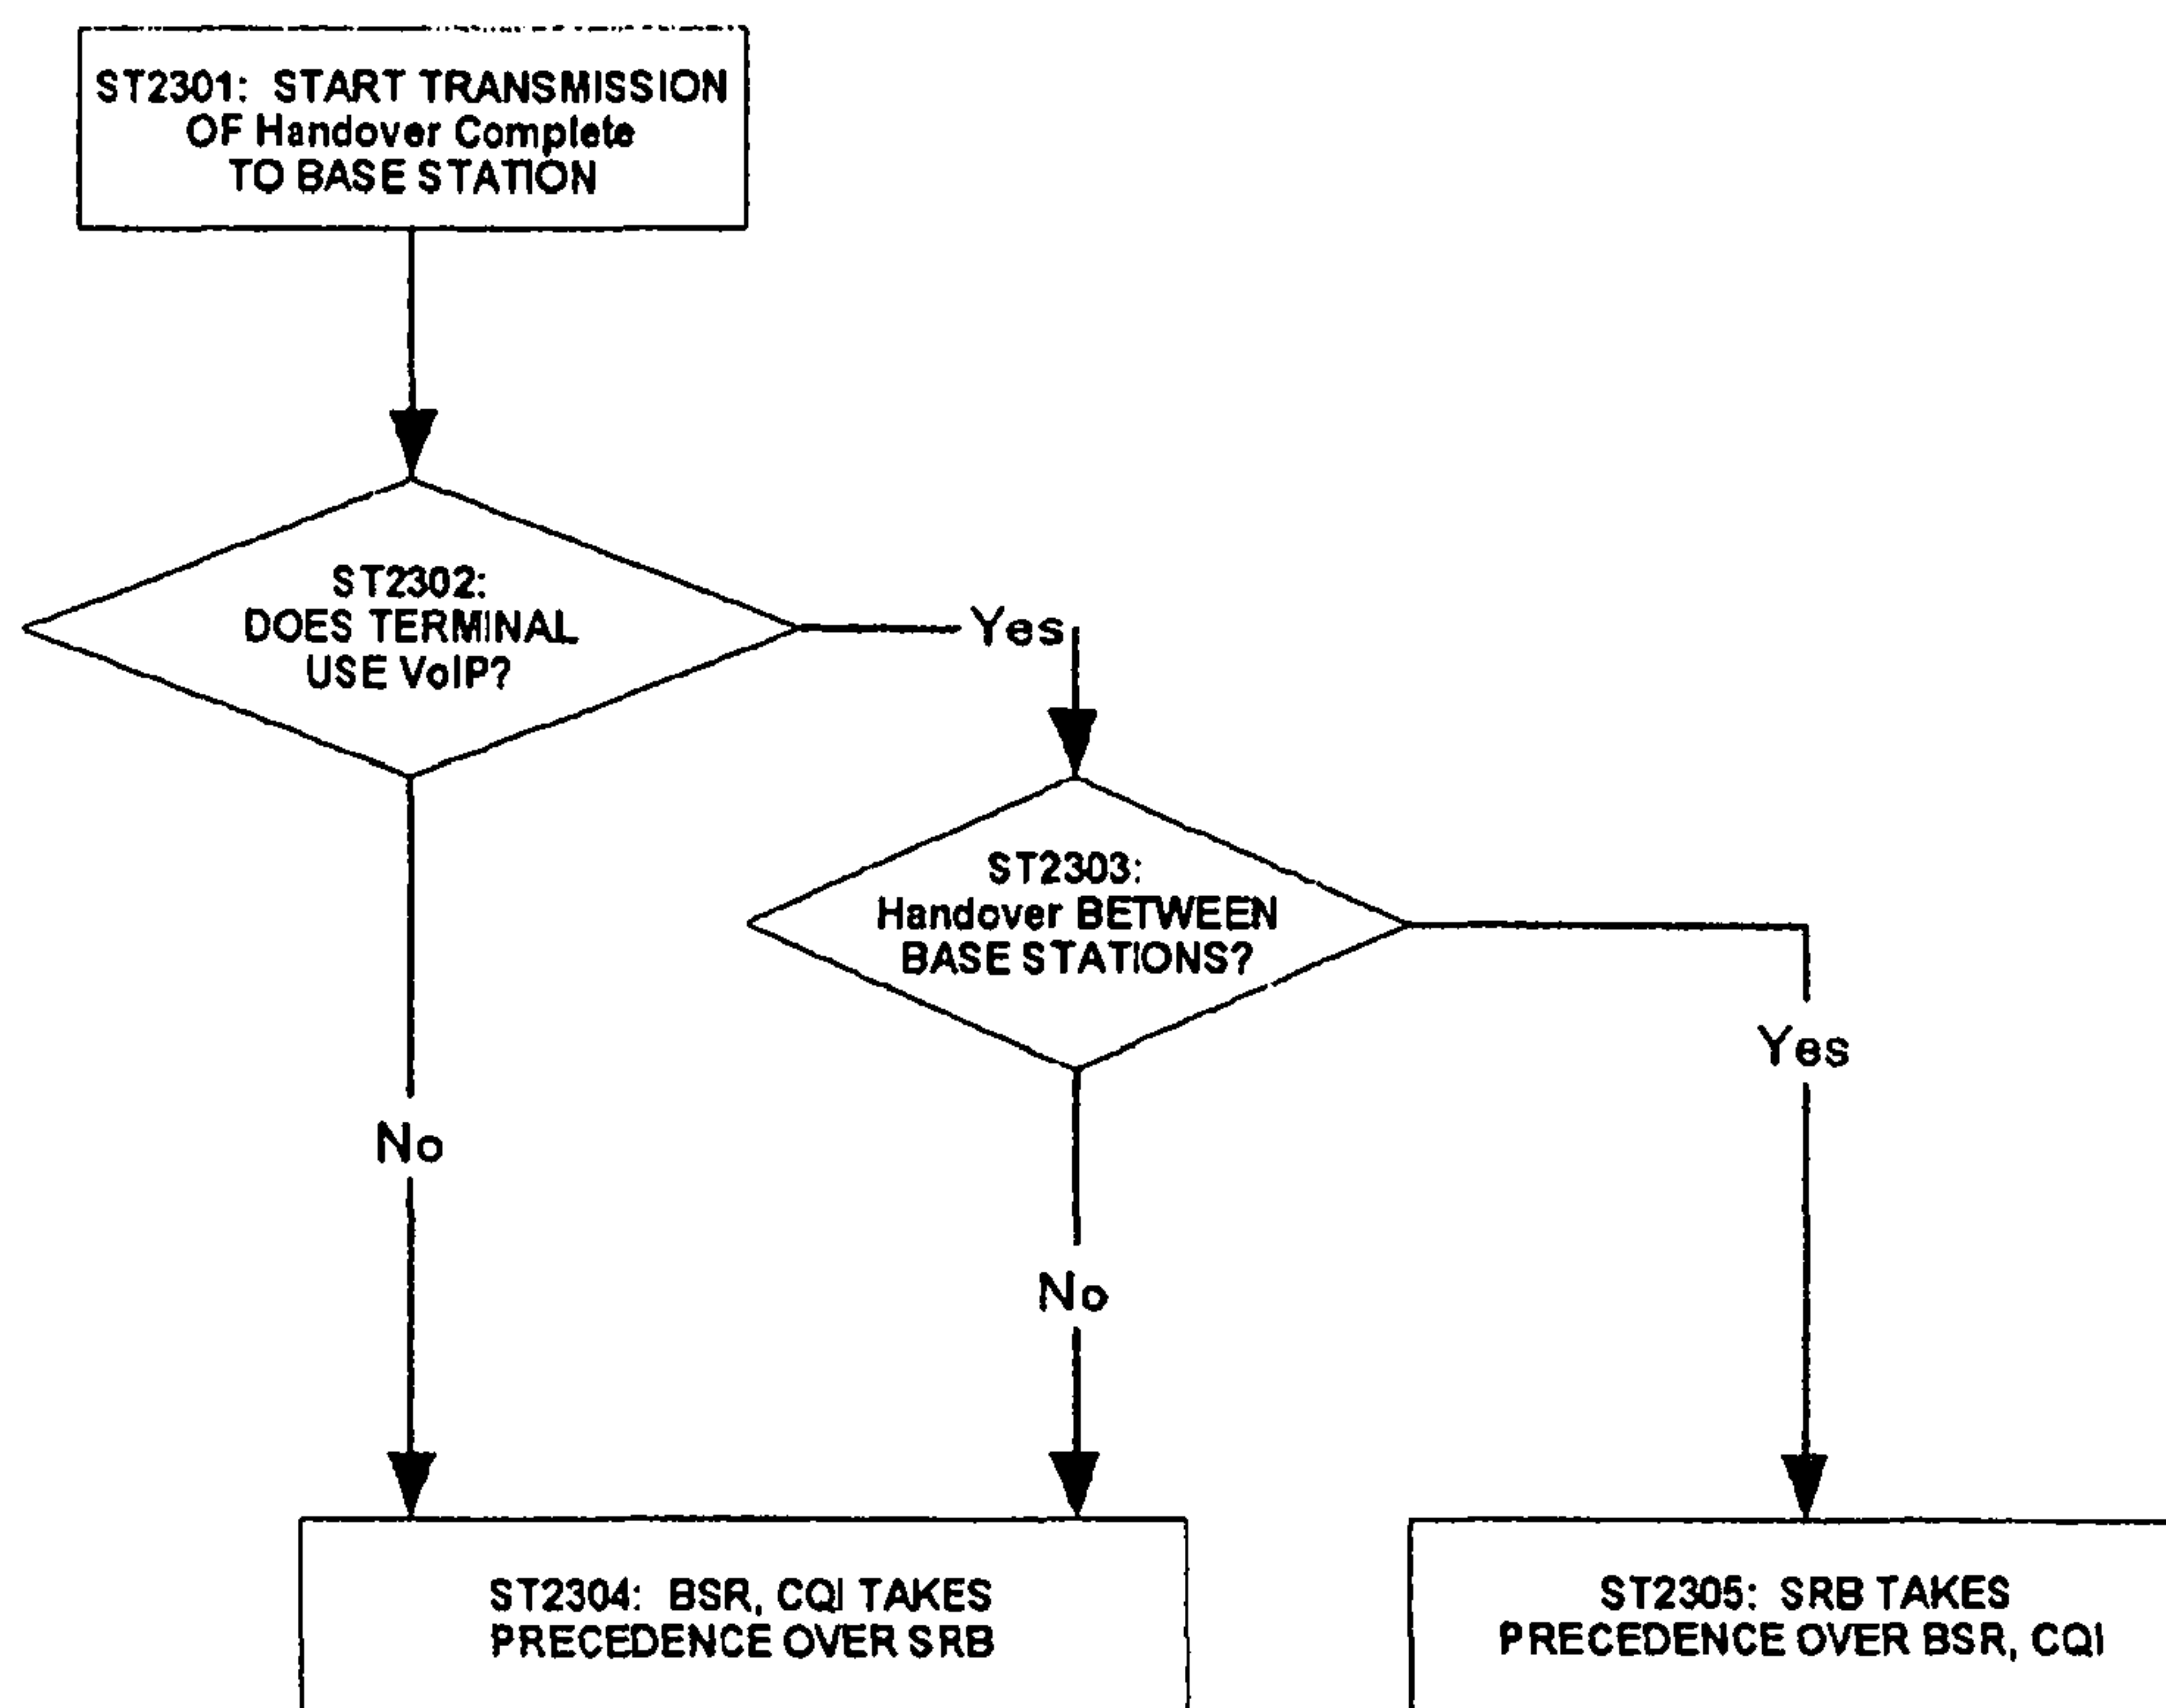 ST2301: START TRANSMISSION
OF Handover Complete
TO BASE STATION
ST2302:
DOES TERMINAL
USE VoIP?
Yes
ST2303:
Handover BETWEEN
BASE STATIONS?
Yes
No
No
ST2304: BSR, CQI TAKES
PRECEDENCE OVER SRB
ST2305: SRB TAKES
PRECEDENCE OVER BSR, CQI